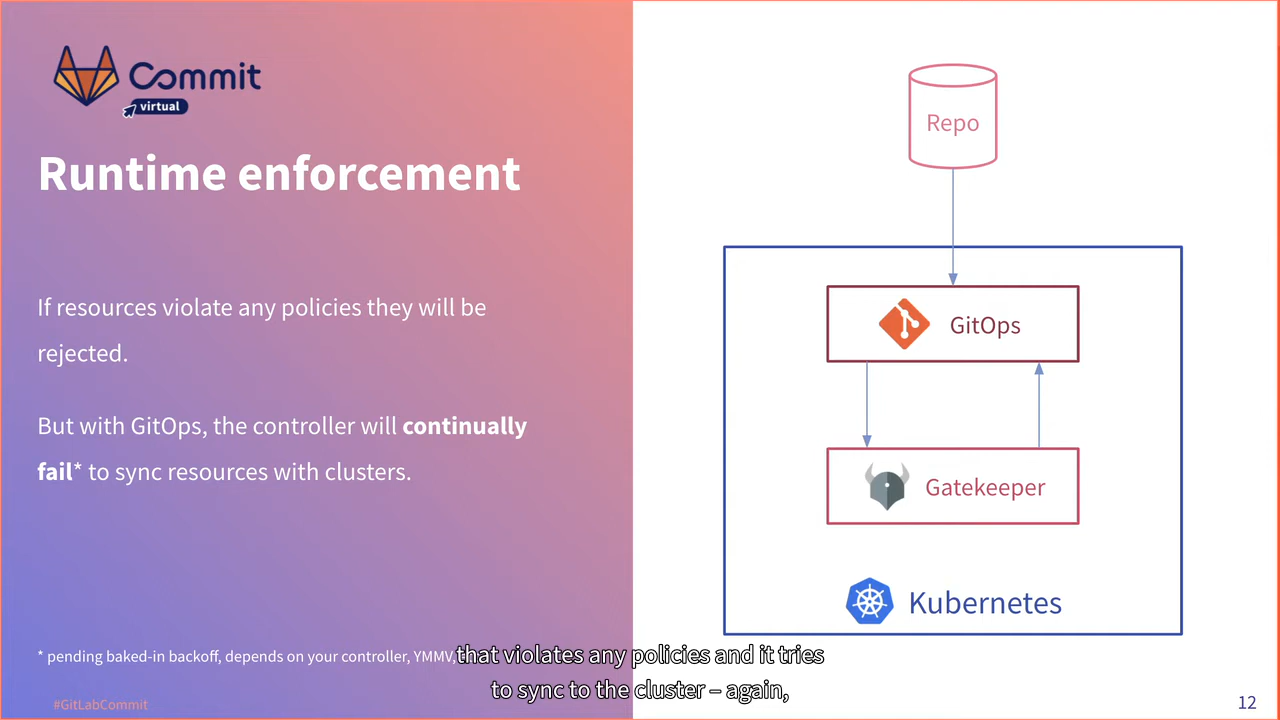 Commit
virtual
Runtime enforcement
If resources violate any policies they will be
rejected.
But with GitOps, the controller will continually
fail* to sync resources with clusters.
* pending baked-in backoff, depends on your controller, YMMV,
#GitLabCommit
Repo
GitOps
Gatekeeper
Kubernetes
that violates any policies and it tries
to sync to the cluster – again,
12